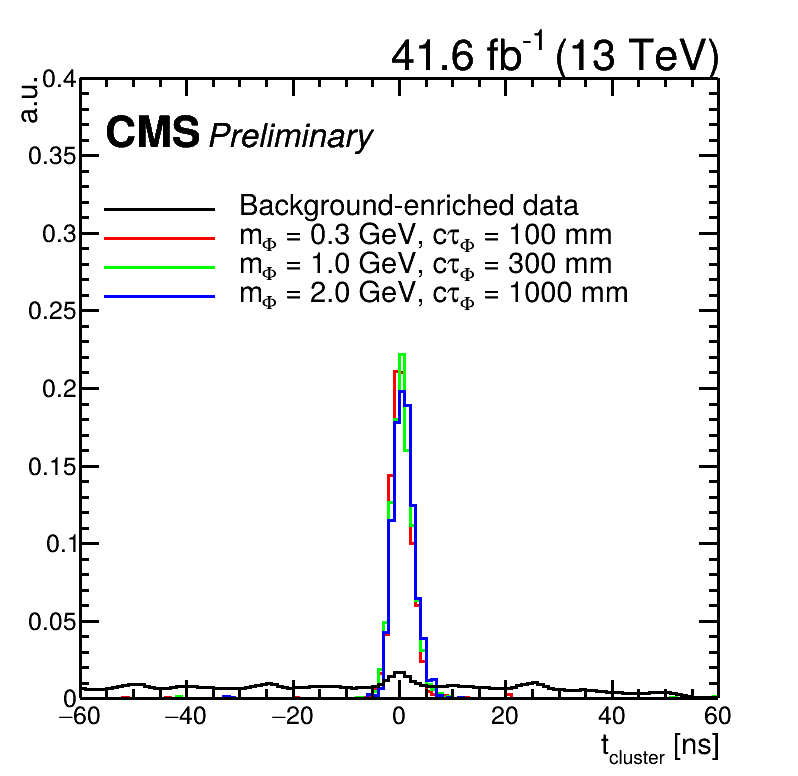 41.6 fb-1 (13 TeV)
a.u.
CMS Preliminary
Background-enriched data
mΦ = 0.3 GeV, cτΦ = 100 mm
mΦ = 1.0 GeV, cτΦ = 300 mm
mΦ = 2.0 GeV, cτΦ = 1000 mm
0.4
0.35
0.3
0.25
0.2
0.15
0.1
0.05
0
−60 −40 −20 0 20 40 60
tcluster [ns]